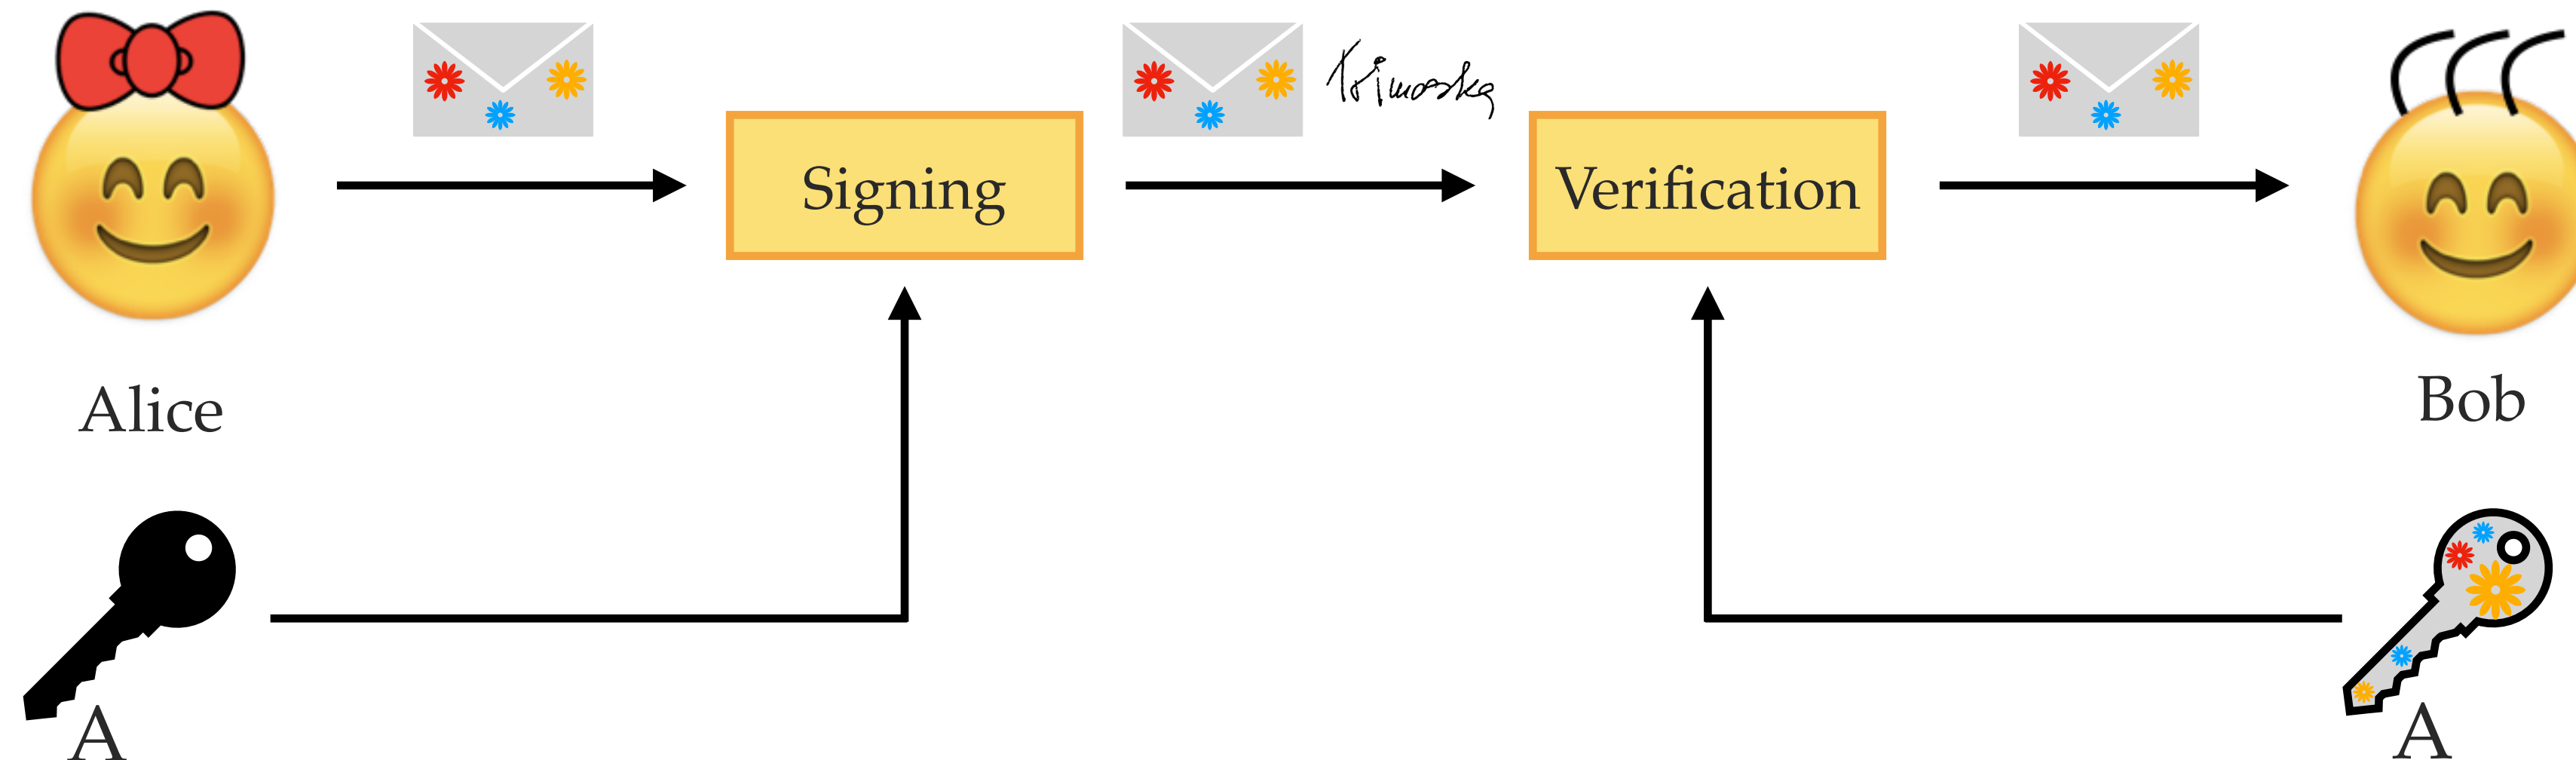 Signing
Verification
Alice
Bob
A
A